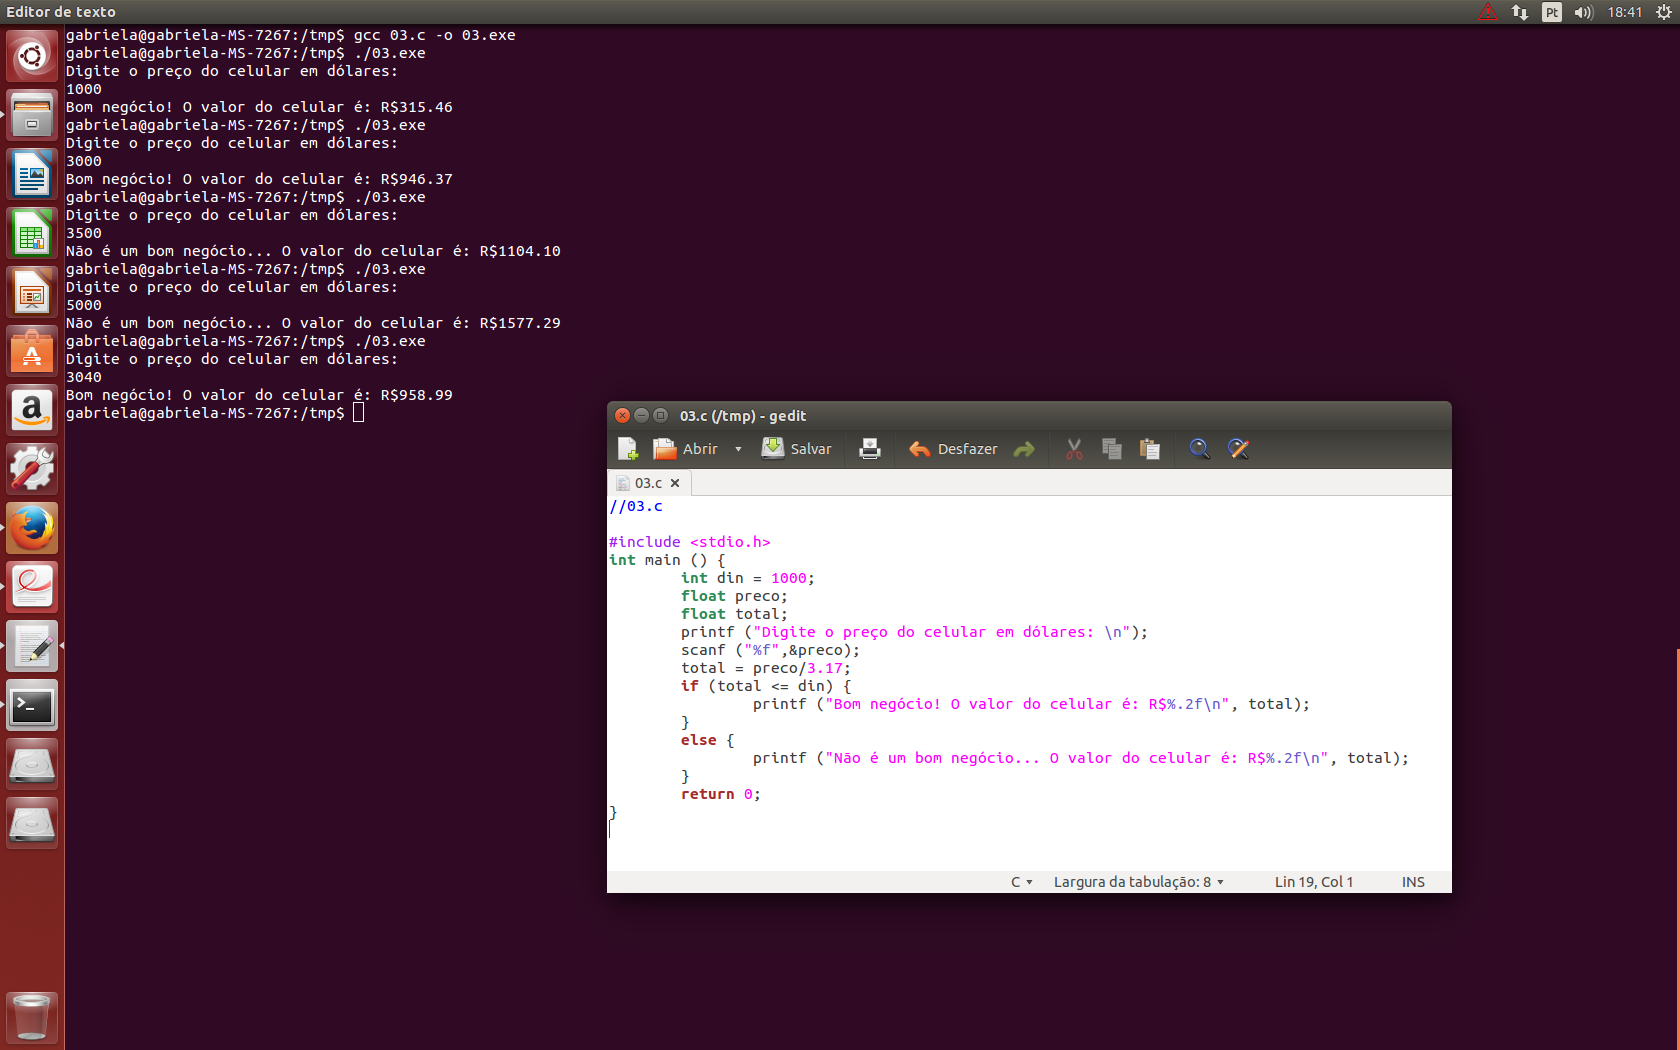 Editor de texto
Pt
18:41
gabriela@gabriela-MS-7267:/tmp$ gcc 03.c -o 03.exe
gabriela@gabriela-MS-7267:/tmp$ ./03.exe
Digite o preço do celular em dólares:
1000
Bom negócio! O valor do celular é: R$315.46
gabriela@gabriela-MS-7267:/tmp$ ./03.exe
Digite o preço do celular em dólares:
3000
Bom negócio! O valor do celular é: R$946.37
gabriela@gabriela-MS-7267:/tmp$ ./03.exe
Digite o preço do celular em dólares:
3500
Não é um bom negócio... O valor do celular é: R$1104.10
gabriela@gabriela-MS-7267:/tmp$ ./03.exe
Digite o preço do celular em dólares:
5000
Não é um bom negócio... O valor do celular é: R$1577.29
gabriela@gabriela-MS-7267:/tmp$ ./03.exe
Digite o preço do celular em dólares:
3040
Bom negócio! O valor do celular é: R$958.99
gabriela@gabriela-MS-7267:/tmp$
03.c (/tmp) - gedit
Abrir
Salvar
Desfazer
03.c
//03.c
#include <stdio.h>
int main () {
int din = 1000;
float preco;
float total;
printf ("Digite o preço do celular em dólares: \n");
scanf ("%f",&preco);
total = preco/3.17;
if (total <= din) {
printf ("Bom negócio! O valor do celular é: R$%.2f\n", total);
}
else {
printf ("Não é um bom negócio... O valor do celular é: R$%.2f\n", total);
}
return 0;
}
C
Largura da tabulação: 8
Lin 19, Col 1
INS